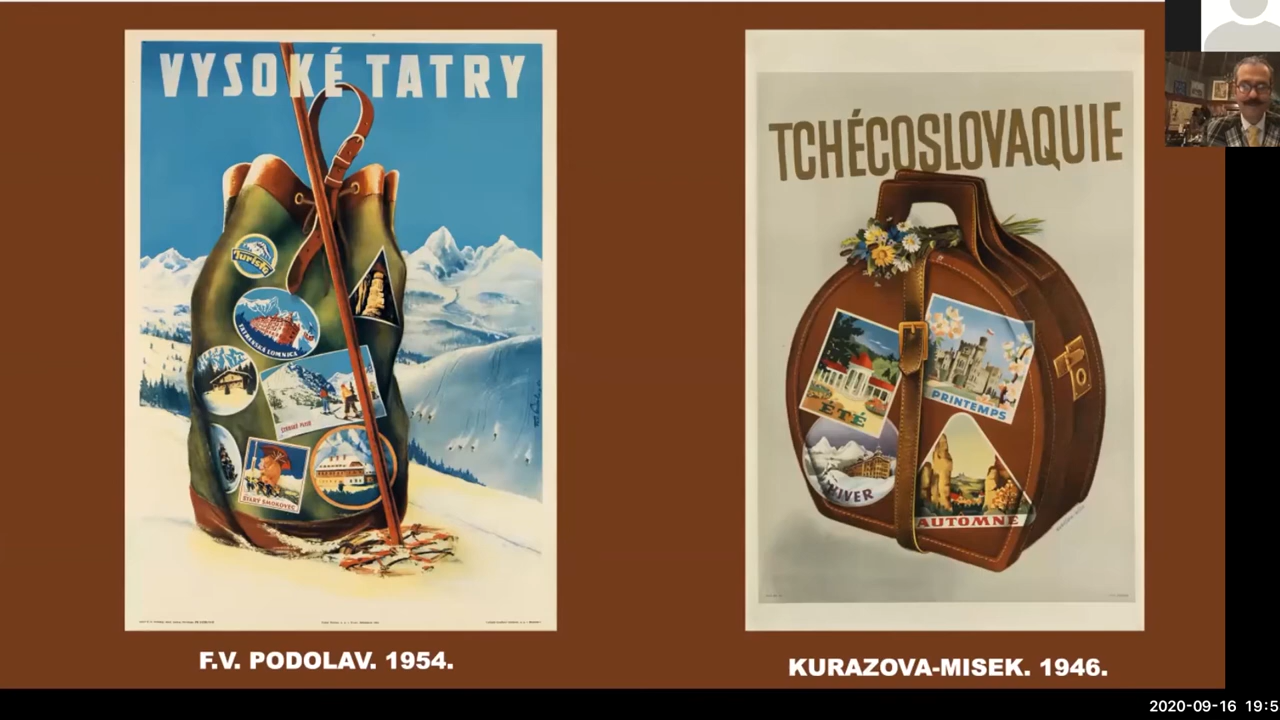 VYSOKÉ TATRY
Turista
TATRANSKÁ LOMNICA
ŠTRBSKÉ PLESO
STARÝ SMOKOVEC
TCHÉCOSLOVAQUIE
ÉTÉ
PRINTEMPS
HIVER
AUTOMNE
F.V. PODOLAV. 1954.
KURAZOVA-MISEK. 1946.
2020-09-16 19:5